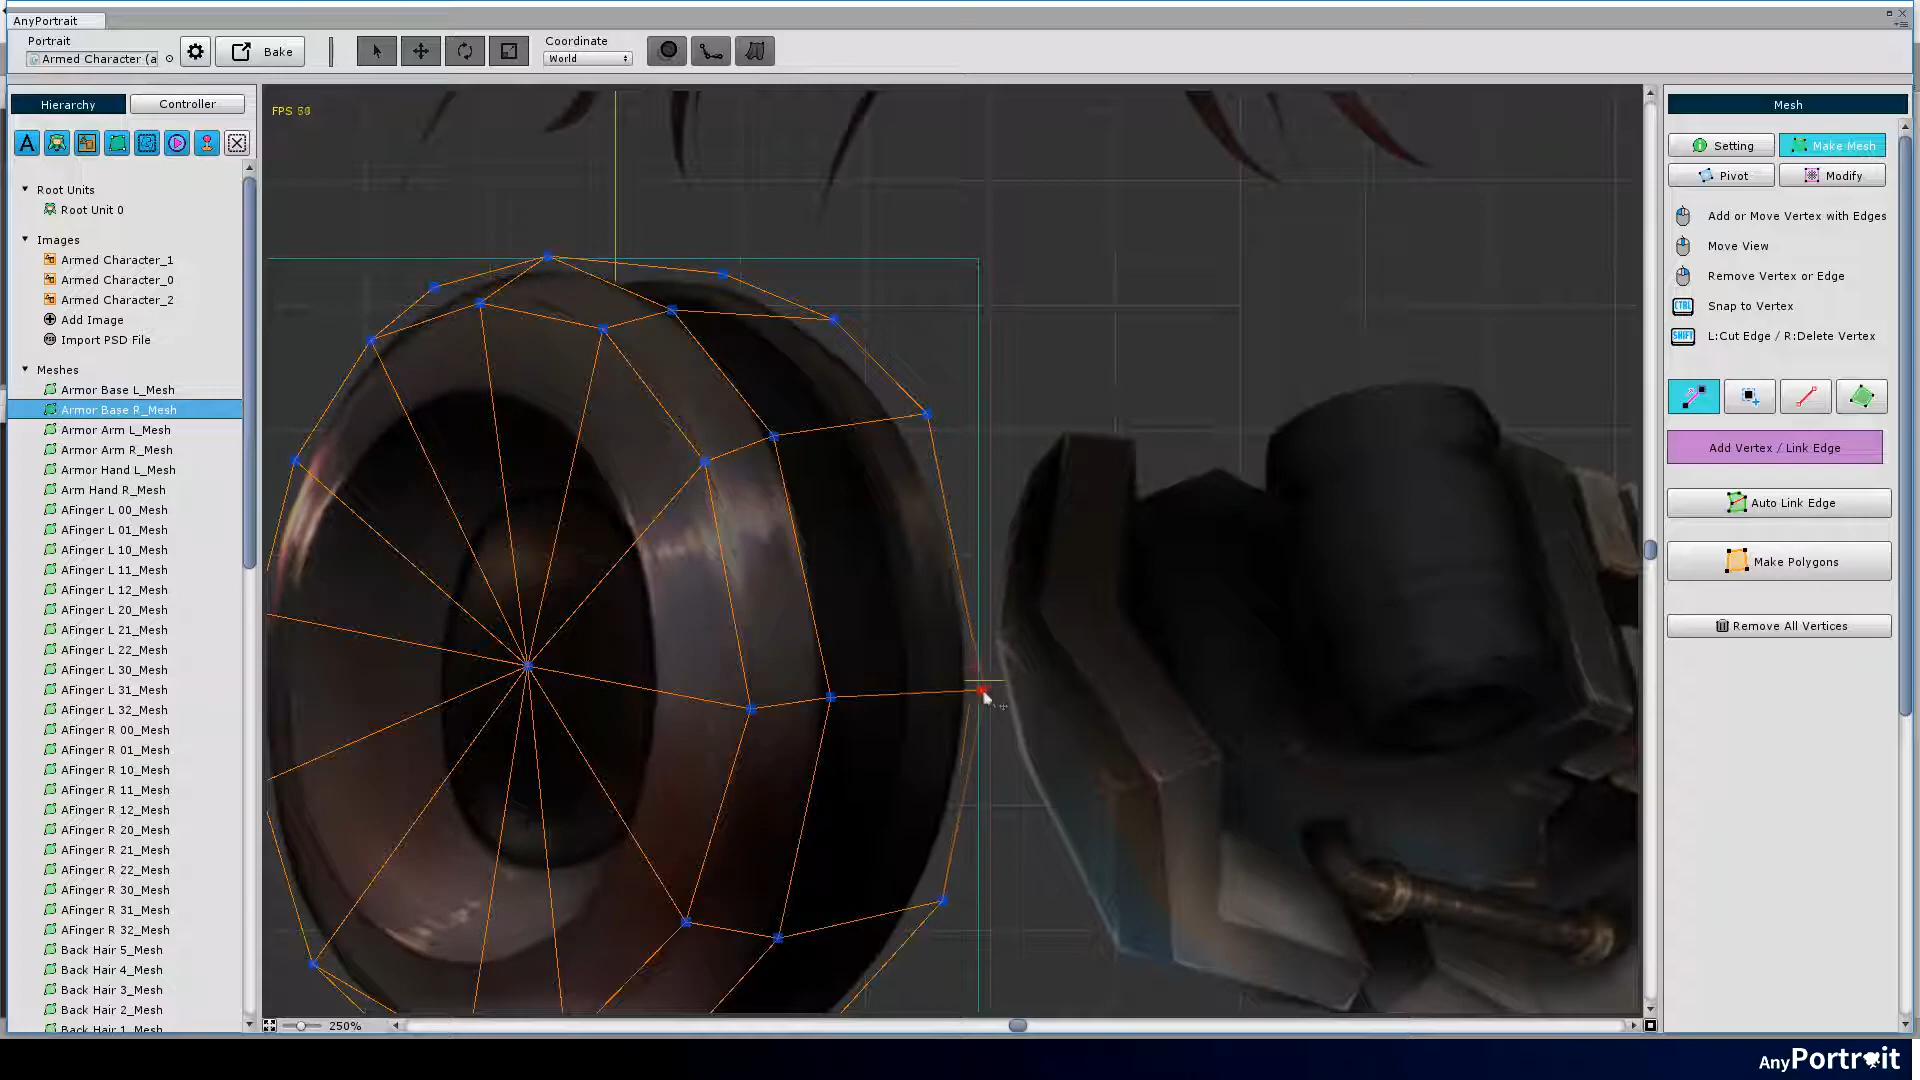 AnyPortrait
Portrait
Armed Character (a
Bake
Coordinate
World
Hierarchy
Controller
Root Units
Root Unit 0
Images
Armed Character_1
Armed Character_0
Armed Character_2
Add Image
Import PSD File
Meshes
Armor Base L_Mesh
Armor Base R_Mesh
Armor Arm L_Mesh
Armor Arm R_Mesh
Armor Hand L_Mesh
Arm Hand R_Mesh
AFinger L 00_Mesh
AFinger L 01_Mesh
AFinger L 10_Mesh
AFinger L 11_Mesh
AFinger L 12_Mesh
AFinger L 20_Mesh
AFinger L 21_Mesh
AFinger L 22_Mesh
AFinger L 30_Mesh
AFinger L 31_Mesh
AFinger L 32_Mesh
AFinger R 00_Mesh
AFinger R 01_Mesh
AFinger R 10_Mesh
AFinger R 11_Mesh
AFinger R 12_Mesh
AFinger R 20_Mesh
AFinger R 21_Mesh
AFinger R 22_Mesh
AFinger R 30_Mesh
AFinger R 31_Mesh
AFinger R 32_Mesh
Back Hair 5_Mesh
Back Hair 4_Mesh
Back Hair 3_Mesh
Back Hair 2_Mesh
Back Hair 1_Mesh
FPS
250%
Mesh
Setting
Make Mesh
Pivot
Modify
Add or Move Vertex with Edges
Move View
Remove Vertex or Edge
CTRL Snap to Vertex
SHIFT L:Cut Edge / R:Delete Vertex
Add Vertex / Link Edge
Auto Link Edge
Make Polygons
Remove All Vertices
AnyPortrait